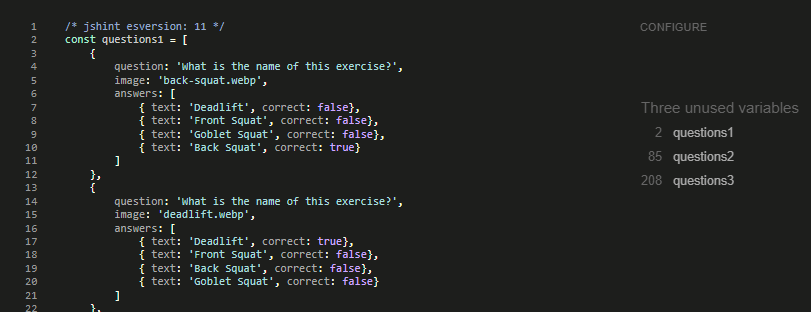 1 /* jshint esversion: 11 */
2 const questions1 = [
3 {
4 question: 'What is the name of this exercise?',
5 image: 'back-squat.webp',
6 answers: [
7 { text: 'Deadlift', correct: false},
8 { text: 'Front Squat', correct: false},
9 { text: 'Goblet Squat', correct: false},
10 { text: 'Back Squat', correct: true}
11 ]
12 },
13 {
14 question: 'What is the name of this exercise?',
15 image: 'deadlift.webp',
16 answers: [
17 { text: 'Deadlift', correct: true},
18 { text: 'Front Squat', correct: false},
19 { text: 'Back Squat', correct: false},
20 { text: 'Goblet Squat', correct: false}
21 ]
22 },
CONFIGURE
Three unused variables
2 questions1
85 questions2
208 questions3